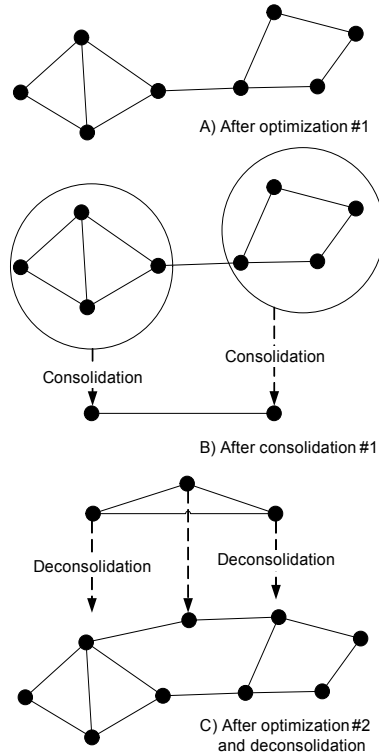 A) After optimization #1
Consolidation
Consolidation
B) After consolidation #1
Deconsolidation
Deconsolidation
C) After optimization #2
and deconsolidation